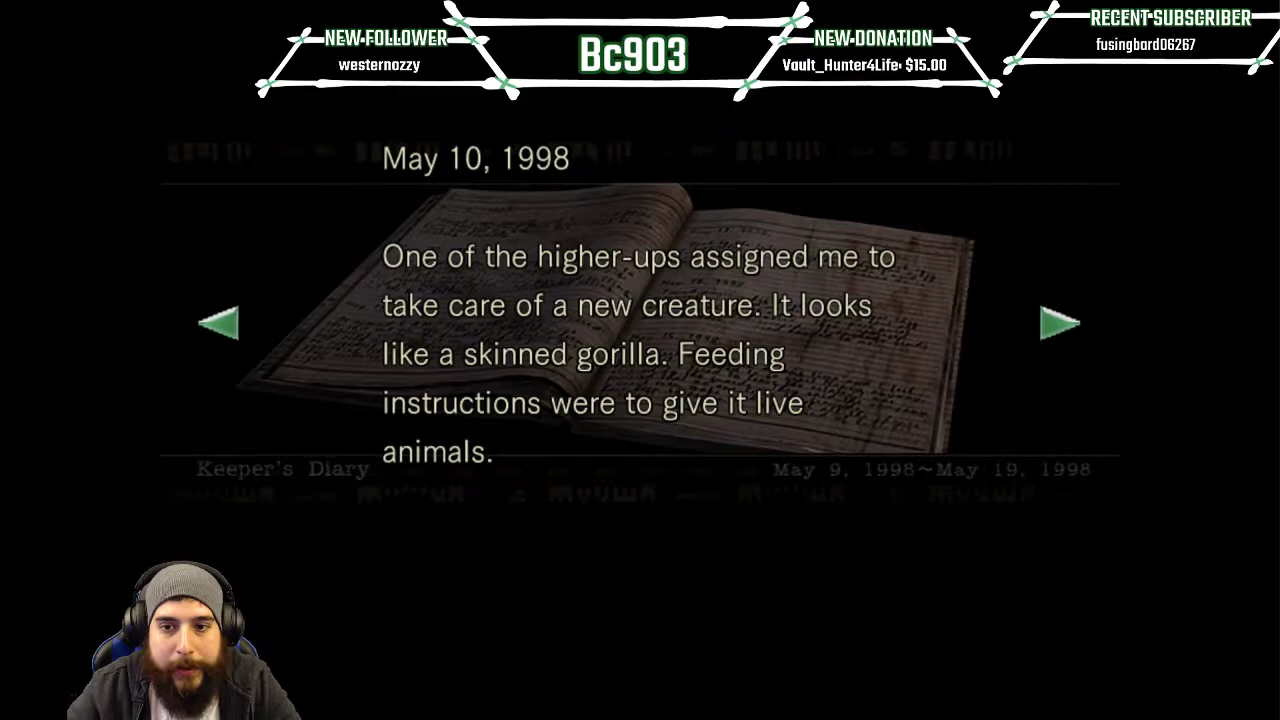 NEW FOLLOWER
westernozzy
Bc903
NEW DONATION
Vault_Hunter4Life: $15.00
RECENT SUBSCRIBER
fusingbard06267
May 10, 1998
One of the higher-ups assigned me to
take care of a new creature. It looks
like a skinned gorilla. Feeding
instructions were to give it live
animals.
Keeper's Diary
May 9, 1998~May 19, 1998